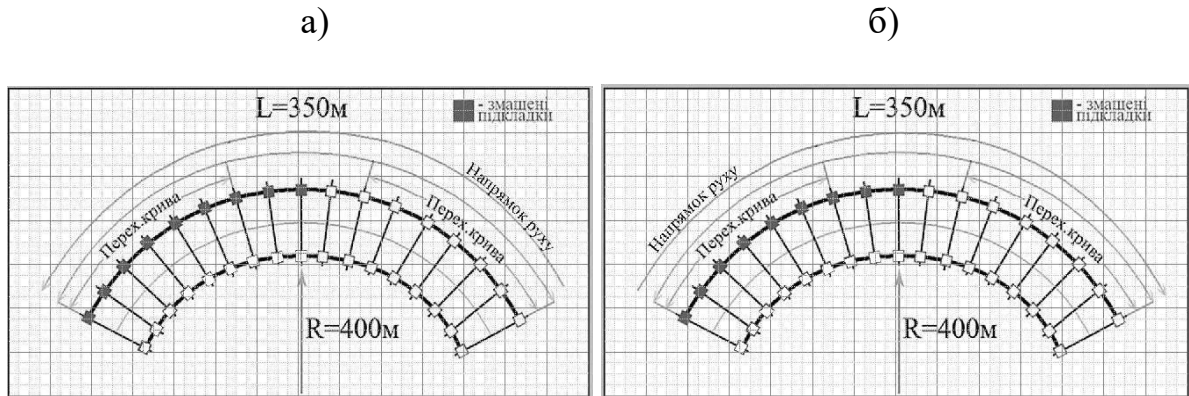 а)
б)
L=350м
- змащені
підкладки
Напрямок руху
Перех.крива
Перех.крива
R=400м
L=350м
- змащені
підкладки
Напрямок руху
Перех.крива
Перех.крива
R=400м